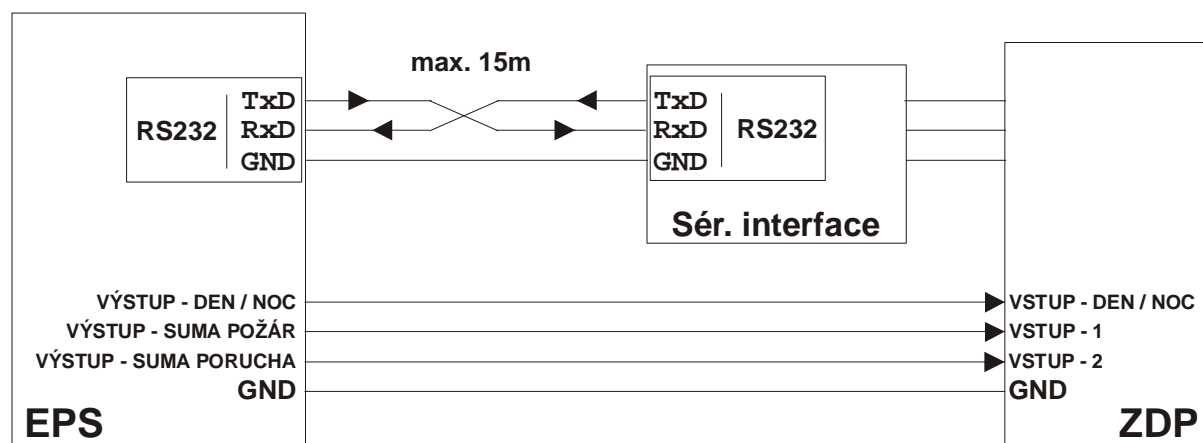 max. 15m
RS232
TxD
RxD
GND
TxD
RxD
GND
RS232
Sér. interface
VÝSTUP - DEN / NOC
VÝSTUP - SUMA POŽÁR
VÝSTUP - SUMA PORUCHA
GND
EPS
VSTUP - DEN / NOC
VSTUP - 1
VSTUP - 2
GND
ZDP